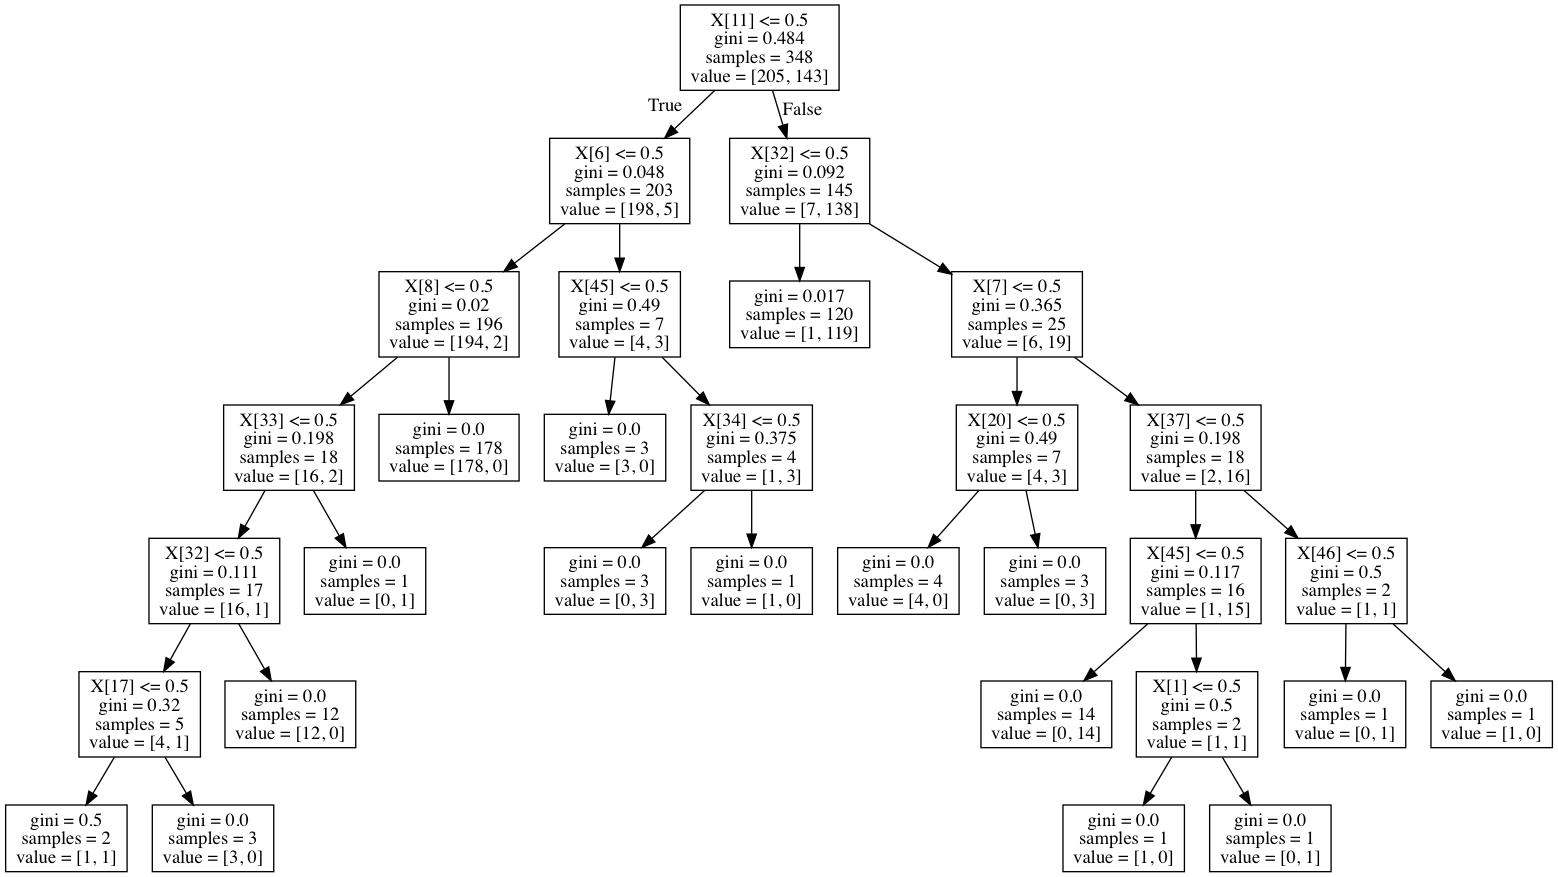 X[11] <= 0.5
gini = 0.484
samples = 348
value = [205, 143]
True
False
X[6] <= 0.5
gini = 0.048
samples = 203
value = [198, 5]
X[32] <= 0.5
gini = 0.092
samples = 145
value = [7, 138]
X[8] <= 0.5
gini = 0.02
samples = 196
value = [194, 2]
X[45] <= 0.5
gini = 0.49
samples = 7
value = [4, 3]
gini = 0.017
samples = 120
value = [1, 119]
X[7] <= 0.5
gini = 0.365
samples = 25
value = [6, 19]
X[33] <= 0.5
gini = 0.198
samples = 18
value = [16, 2]
gini = 0.0
samples = 178
value = [178, 0]
gini = 0.0
samples = 3
value = [3, 0]
X[34] <= 0.5
gini = 0.375
samples = 4
value = [1, 3]
X[20] <= 0.5
gini = 0.49
samples = 7
value = [4, 3]
X[37] <= 0.5
gini = 0.198
samples = 18
value = [2, 16]
X[32] <= 0.5
gini = 0.111
samples = 17
value = [16, 1]
gini = 0.0
samples = 1
value = [0, 1]
gini = 0.0
samples = 3
value = [0, 3]
gini = 0.0
samples = 1
value = [1, 0]
gini = 0.0
samples = 4
value = [4, 0]
gini = 0.0
samples = 3
value = [0, 3]
X[45] <= 0.5
gini = 0.117
samples = 16
value = [1, 15]
X[46] <= 0.5
gini = 0.5
samples = 2
value = [1, 1]
X[17] <= 0.5
gini = 0.32
samples = 5
value = [4, 1]
gini = 0.0
samples = 12
value = [12, 0]
gini = 0.0
samples = 14
value = [0, 14]
X[1] <= 0.5
gini = 0.5
samples = 2
value = [1, 1]
gini = 0.0
samples = 1
value = [0, 1]
gini = 0.0
samples = 1
value = [1, 0]
gini = 0.5
samples = 2
value = [1, 1]
gini = 0.0
samples = 3
value = [3, 0]
gini = 0.0
samples = 1
value = [1, 0]
gini = 0.0
samples = 1
value = [0, 1]